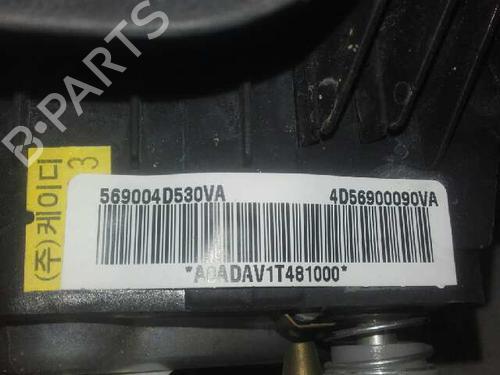 B-PARTS
(주)케이디
3
569004D530VA 4D56900090VA
*A0ADAV1T481000*